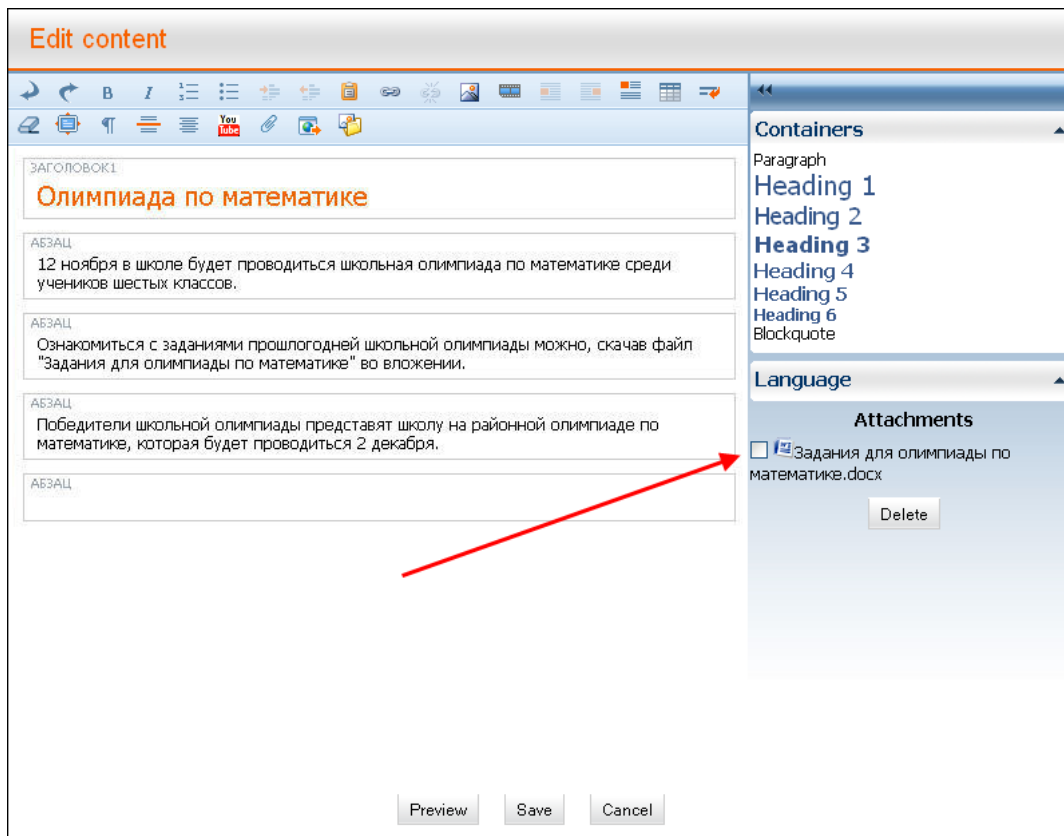 Edit content
B
I
You
Tube
ЗАГОЛОВОК1
Олимпиада по математике
АБЗАЦ
12 ноября в школе будет проводиться школьная олимпиада по математике среди
учеников шестых классов.
АБЗАЦ
Ознакомиться с заданиями прошлогодней школьной олимпиады можно, скачав файл
"Задания для олимпиады по математике" во вложении.
АБЗАЦ
Победители школьной олимпиады представят школу на районной олимпиаде по
математике, которая будет проводиться 2 декабря.
АБЗАЦ
Containers
Paragraph
Heading 1
Heading 2
Heading 3
Heading 4
Heading 5
Heading 6
Blockquote
Language
Attachments
Задания для олимпиады по
математике.docx
Delete
Preview Save Cancel